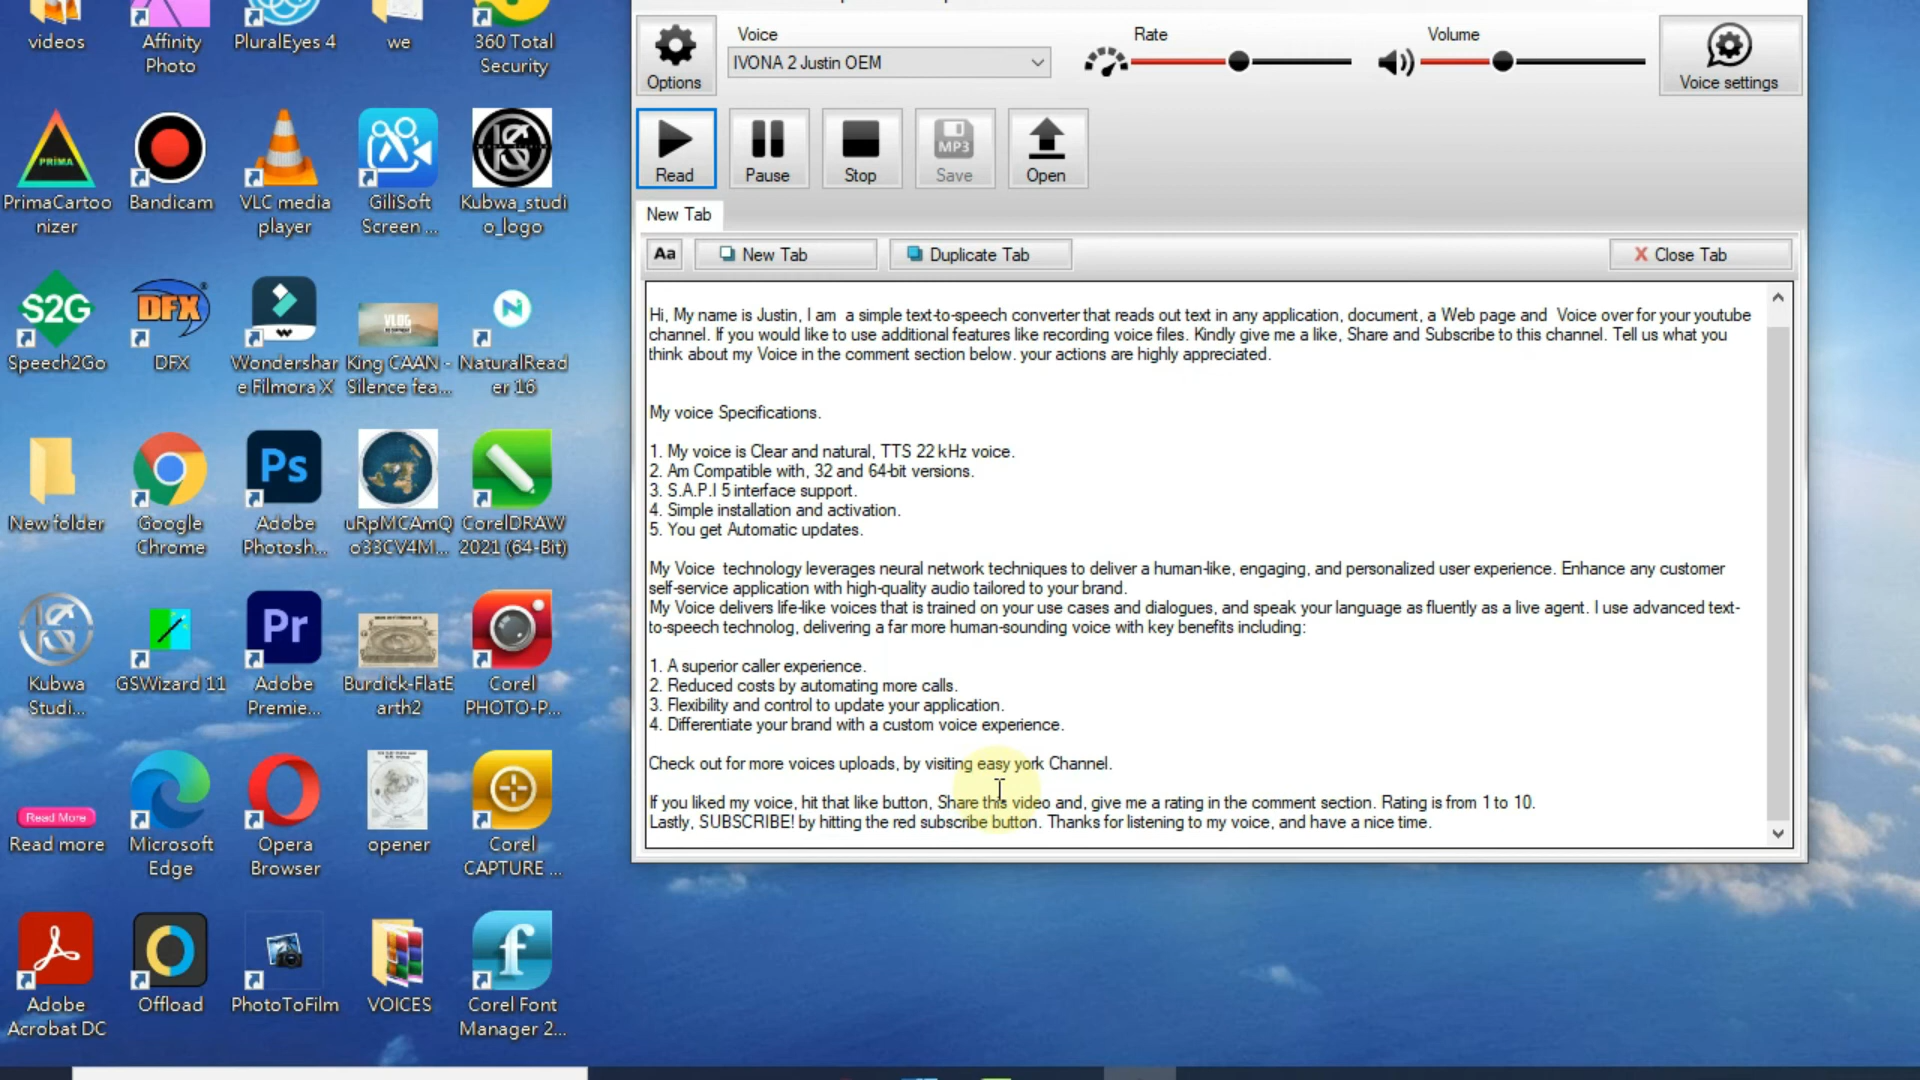 videos
Affinity
Photo
PluralEyes 4
we
360 Total
Security
PRIMA
PrimaCartoo
nizer
Bandicam
VLC media
player
GiliSoft
Screen ...
Kubwa_studi
o_logo
S2G
Speech2Go
DFX
DFX
Wondershar
e Filmora X
VLOG
King CAAN -
Silence fea...
NaturalRead
er 16
New folder
Google
Chrome
Ps
Adobe
Photosh...
uRpMCAmQ
o33CV4M...
CorelDRAW
2021 (64-Bit)
Kubwa
Studi...
GSWizard 11
Pr
Adobe
Premie...
Burdick-FlatE
arth2
Corel
PHOTO-P...
Read More
Read more
Microsoft
Edge
Opera
Browser
opener
Corel
CAPTURE ...
Adobe
Acrobat DC
Offload
PhotoToFilm
VOICES
Corel Font
Manager 2...
Options
Voice
IVONA 2 Justin OEM
Rate
Volume
Voice settings
Read
Pause
Stop
MP3
Save
Open
New Tab
Aa
New Tab
Duplicate Tab
Close Tab
Hi, My name is Justin, I am  a simple text-to-speech converter that reads out text in any application, document, a Web page and  Voice over for your youtube
channel. If you would like to use additional features like recording voice files. Kindly give me a like, Share and Subscribe to this channel. Tell us what you
think about my Voice in the comment section below. your actions are highly appreciated.
My voice Specifications.
1. My voice is Clear and natural, TTS 22 kHz voice.
2. Am Compatible with, 32 and 64-bit versions.
3. S.A.P.I 5 interface support.
4. Simple installation and activation.
5. You get Automatic updates.
My Voice  technology leverages neural network techniques to deliver a human-like, engaging, and personalized user experience. Enhance any customer
self-service application with high-quality audio tailored to your brand.
My Voice delivers life-like voices that is trained on your use cases and dialogues, and speak your language as fluently as a live agent. I use advanced text-
to-speech technolog, delivering a far more human-sounding voice with key benefits including:
1. A superior caller experience.
2. Reduced costs by automating more calls.
3. Flexibility and control to update your application.
4. Differentiate your brand with a custom voice experience.
Check out for more voices uploads, by visiting easy york Channel.
If you liked my voice, hit that like button, Share this video and, give me a rating in the comment section. Rating is from 1 to 10.
Lastly, SUBSCRIBE! by hitting the red subscribe button. Thanks for listening to my voice, and have a nice time.